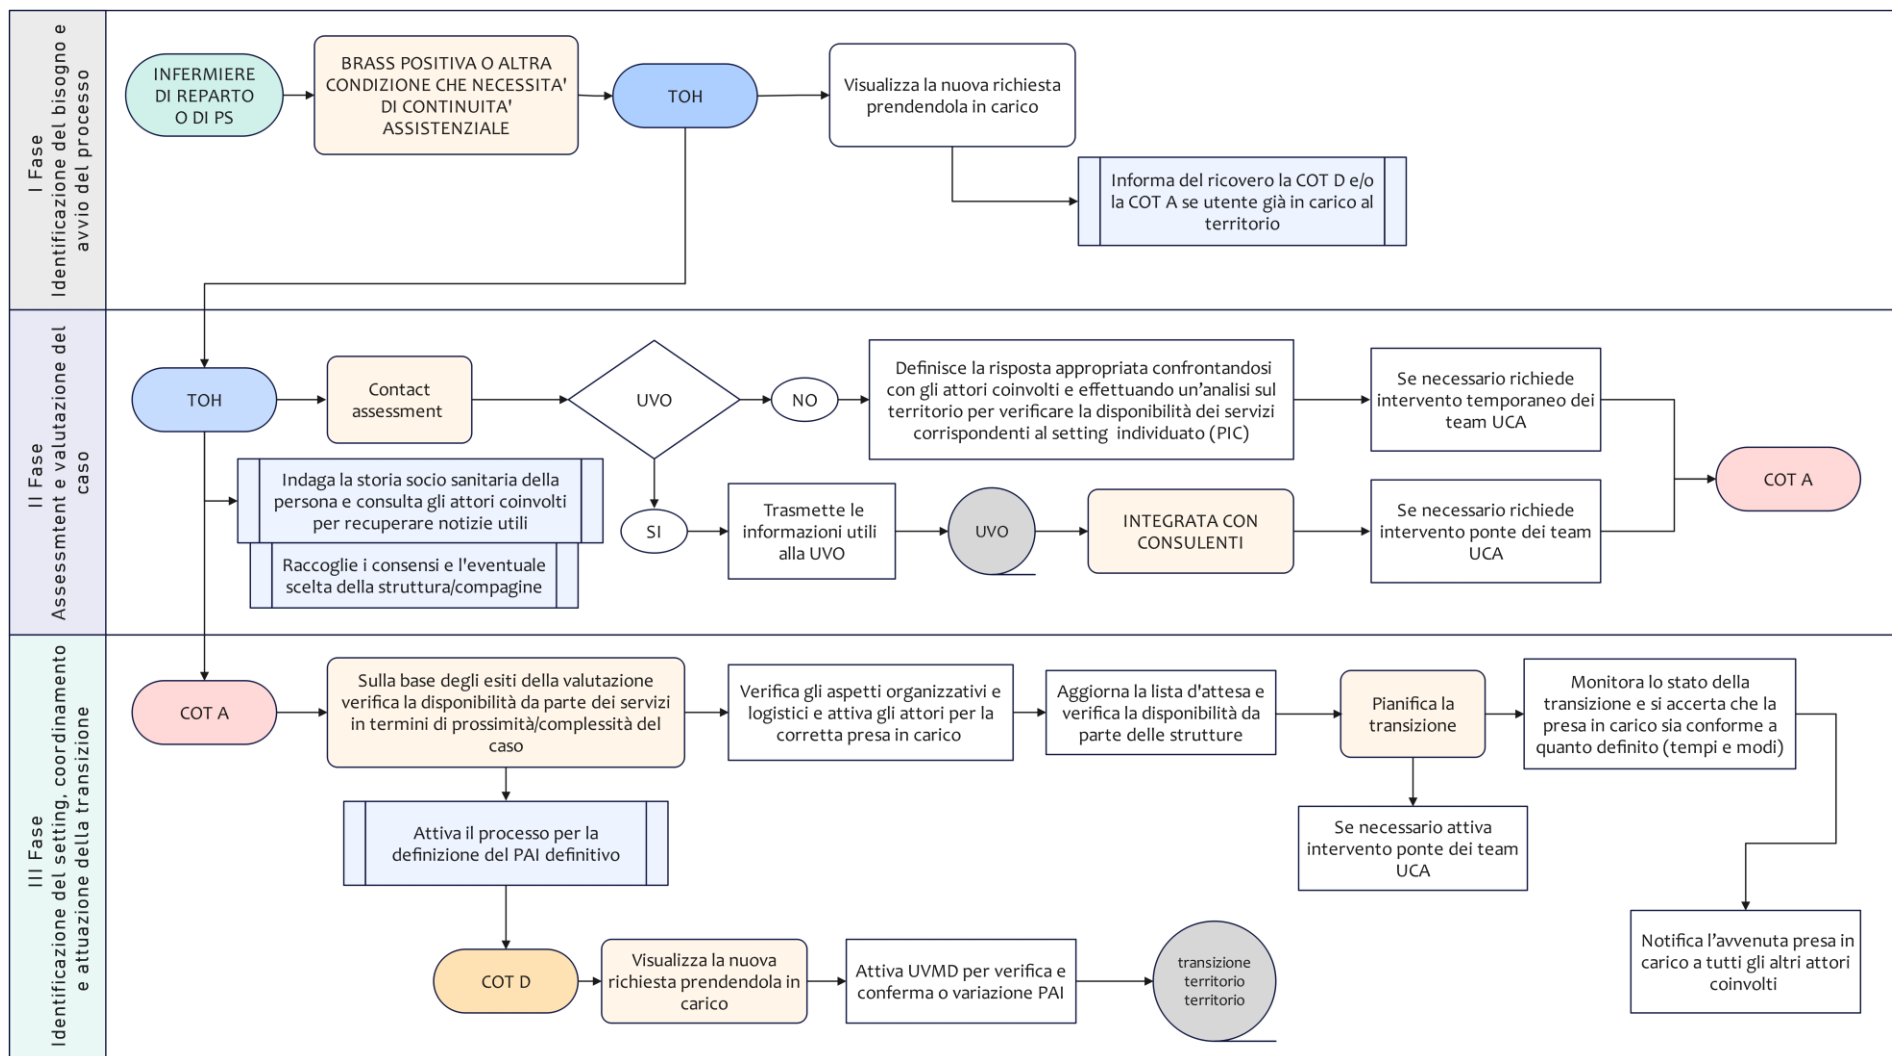 I Fase
Identificazione del bisogno e
avvio del processo
INFERMIERE
DI REPARTO
O DI PS
BRASS POSITIVA O ALTRA
CONDIZIONE CHE NECESSITA'
DI CONTINUITA'
ASSISTENZIALE
TOH
Visualizza la nuova richiesta
prendendola in carico
Informa del ricovero la COT D e/o
la COT A se utente già in carico al
territorio
II Fase
Assessmtent e valutazione del
caso
TOH
Contact
assessment
UVO
NO
Definisce la risposta appropriata confrontandosi
con gli attori coinvolti e effettuando un'analisi sul
territorio per verificare la disponibilità dei servizi
corrispondenti al setting individuato (PIC)
Se necessario richiede
intervento temporaneo dei
team UCA
COT A
Indaga la storia socio sanitaria della
persona e consulta gli attori coinvolti
per recuperare notizie utili
Raccoglie i consensi e l'eventuale
scelta della struttura/compagine
SI
Trasmette le
informazioni utili
alla UVO
UVO
INTEGRATA CON
CONSULENTI
Se necessario richiede
intervento ponte dei team
UCA
III Fase
Identificazione del setting, coordinamento
e attuazione della transizione
COT A
Sulla base degli esiti della valutazione
verifica la disponibilità da parte dei servizi
in termini di prossimità/complessità del
caso
Verifica gli aspetti organizzativi e
logistici e attiva gli attori per la
corretta presa in carico
Aggiorna la lista d'attesa e
verifica la disponibilità da
parte delle strutture
Pianifica la
transizione
Monitora lo stato della
transizione e si accerta che la
presa in carico sia conforme a
quanto definito (tempi e modi)
Attiva il processo per la
definizione del PAI definitivo
Se necessario attiva
intervento ponte dei team
UCA
Notifica l'avvenuta presa in
carico a tutti gli altri attori
coinvolti
COT D
Visualizza la nuova
richiesta prendendola in
carico
Attiva UVMD per verifica e
conferma o variazione PAI
transizione
territorio
territorio